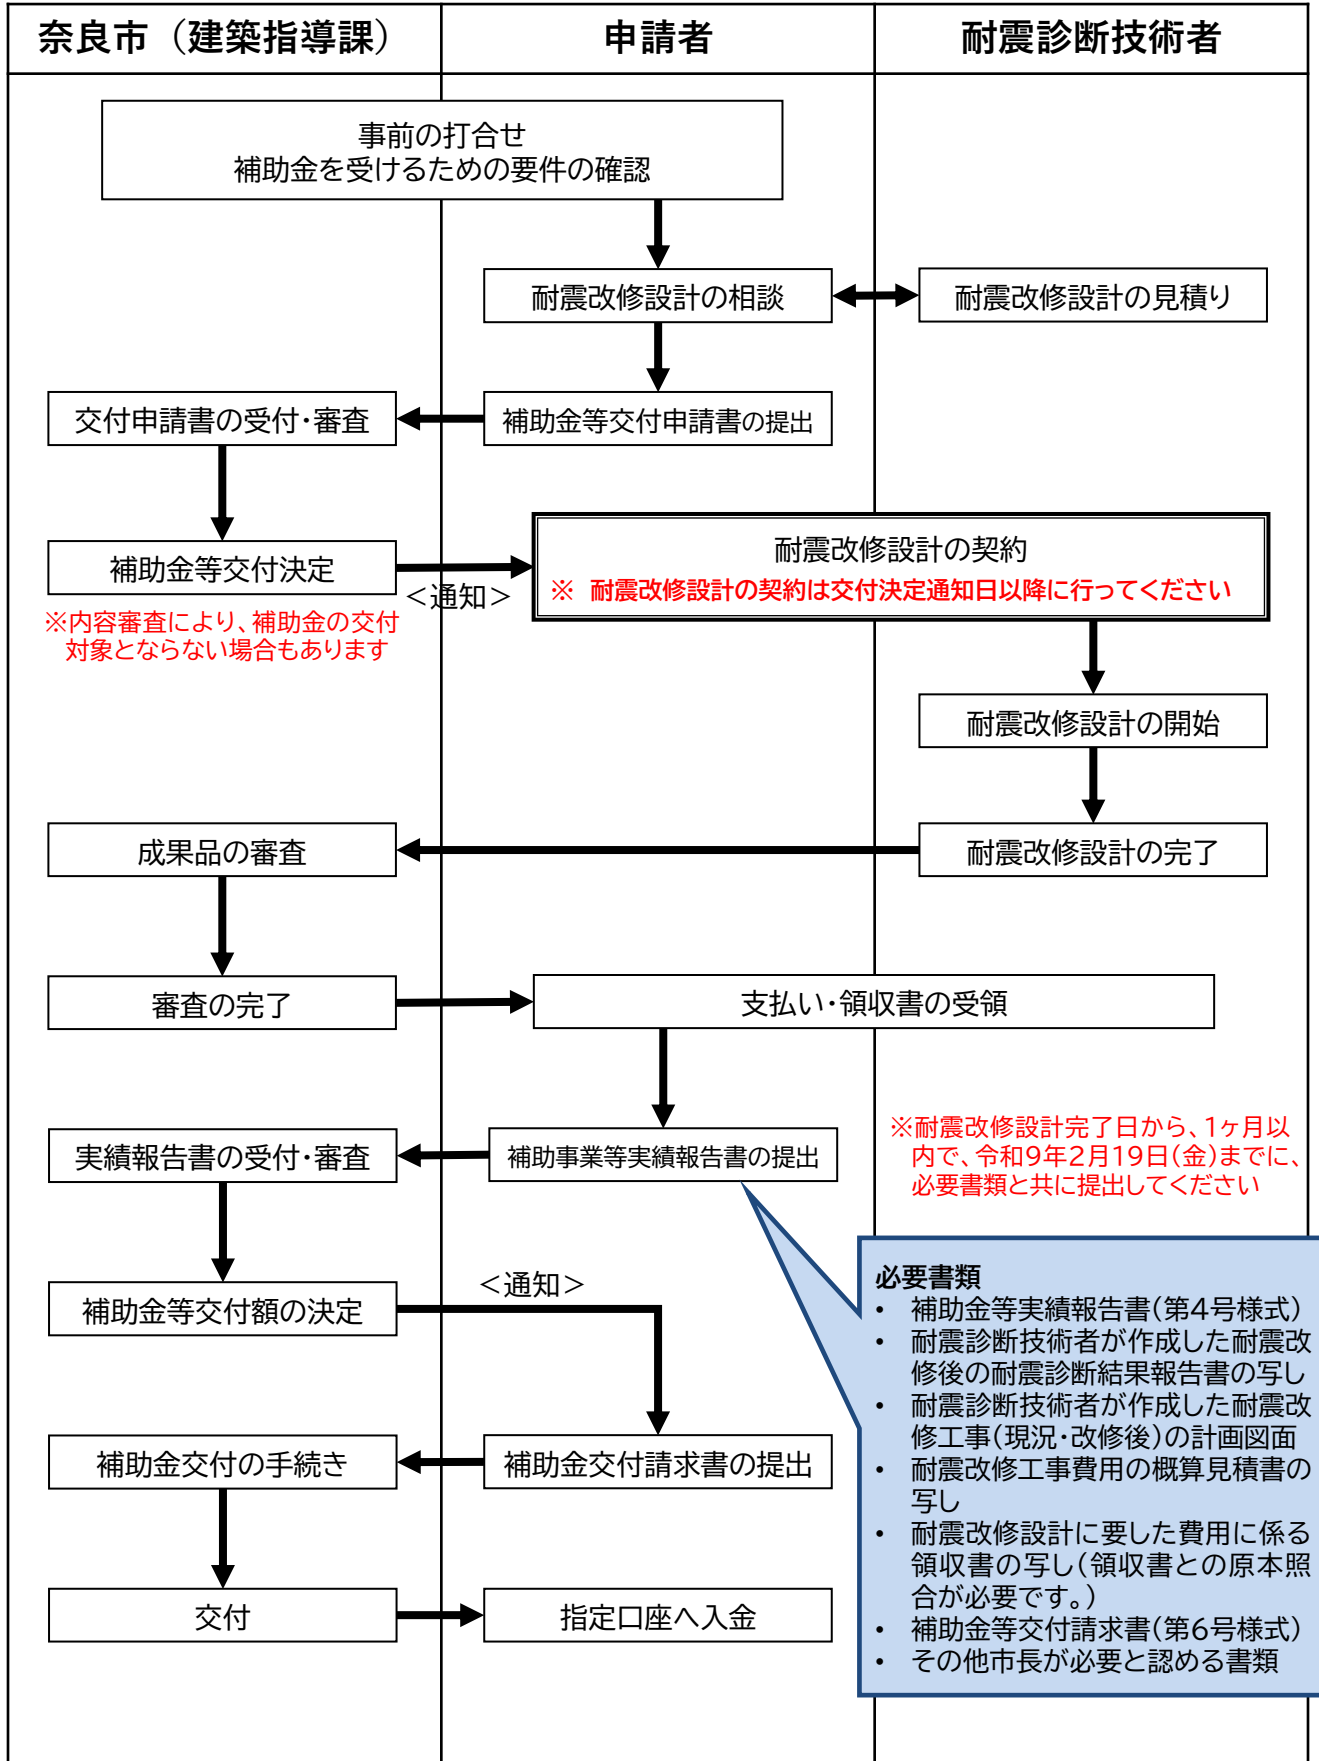 奈良市（建築指導課）
申請者
耐震診断技術者
事前の打合せ
補助金を受けるための要件の確認
耐震改修設計の相談
耐震改修設計の見積り
交付申請書の受付・審査
補助金等交付申請書の提出
補助金等交付決定
＜通知＞
耐震改修設計の契約
※ 耐震改修設計の契約は交付決定通知日以降に行ってください
※内容審査により、補助金の交付
対象とならない場合もあります
耐震改修設計の開始
成果品の審査
耐震改修設計の完了
審査の完了
支払い・領収書の受領
実績報告書の受付・審査
補助事業等実績報告書の提出
※耐震改修設計完了日から、1ヶ月以
内で、令和9年2月19日(金)までに、
必要書類と共に提出してください
補助金等交付額の決定
＜通知＞
必要書類
• 補助金等実績報告書(第4号様式)
• 耐震診断技術者が作成した耐震改
修後の耐震診断結果報告書の写し
• 耐震診断技術者が作成した耐震改
修工事(現況・改修後)の計画図面
• 耐震改修工事費用の概算見積書の
写し
• 耐震改修設計に要した費用に係る
領収書の写し(領収書との原本照
合が必要です。)
• 補助金等交付請求書(第6号様式)
• その他市長が必要と認める書類
補助金交付の手続き
補助金交付請求書の提出
交付
指定口座へ入金